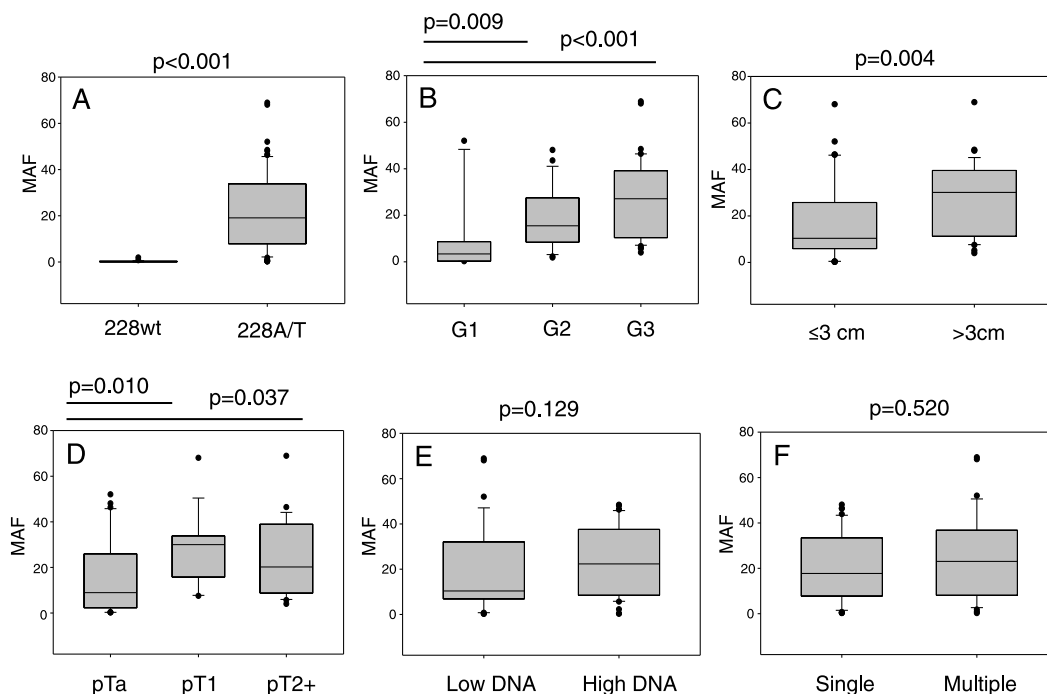 p<0.001
A
MAF
80
60
40
20
0
228wt 228A/T
p=0.009
p<0.001
B
MAF
80
60
40
20
0
G1 G2 G3
p=0.004
C
MAF
80
60
40
20
0
≤3 cm >3cm
p=0.010
p=0.037
D
MAF
80
60
40
20
0
pTa pT1 pT2+
p=0.129
E
MAF
80
60
40
20
0
Low DNA High DNA
p=0.520
F
MAF
80
60
40
20
0
Single Multiple